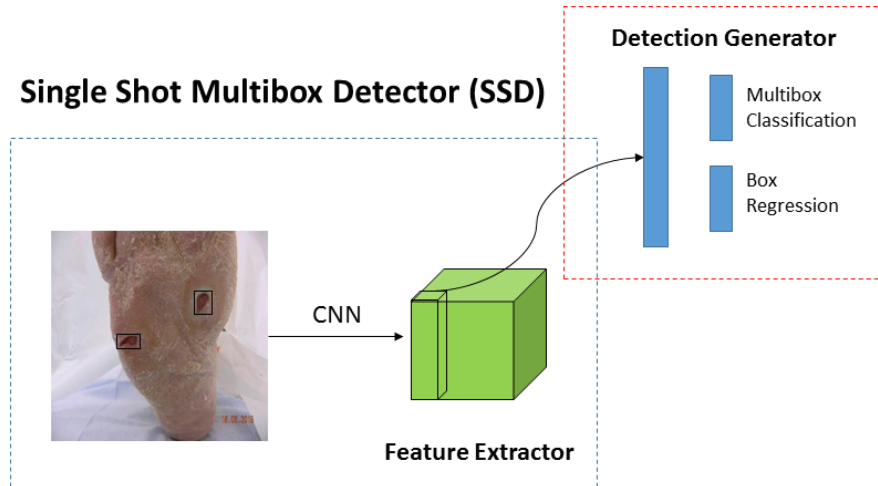 Detection Generator
Single Shot Multibox Detector (SSD)
Multibox
Classification
Box
Regression
CNN
Feature Extractor